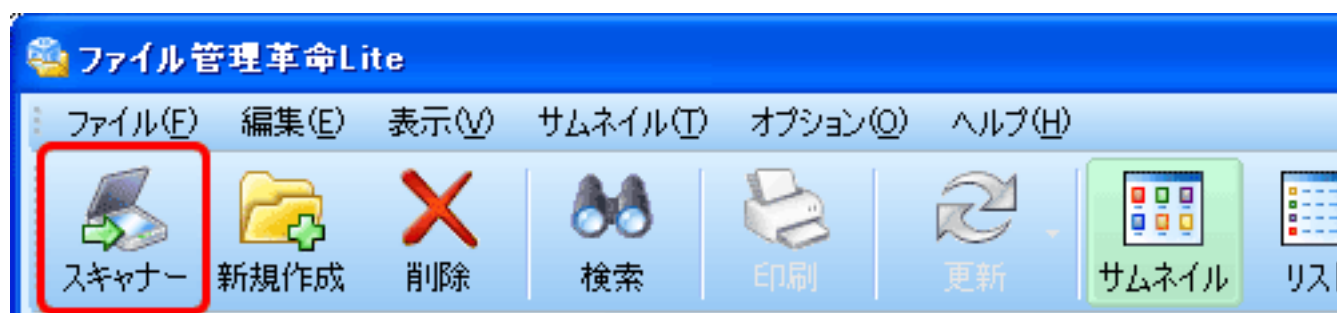 ファイル管理革命Lite
ファイル(F) 編集(E) 表示(V) サムネイル(T) オプション(O) ヘルプ(H)
スキャナー 新規作成 削除 検索 印刷 更新 サムネイル リスト